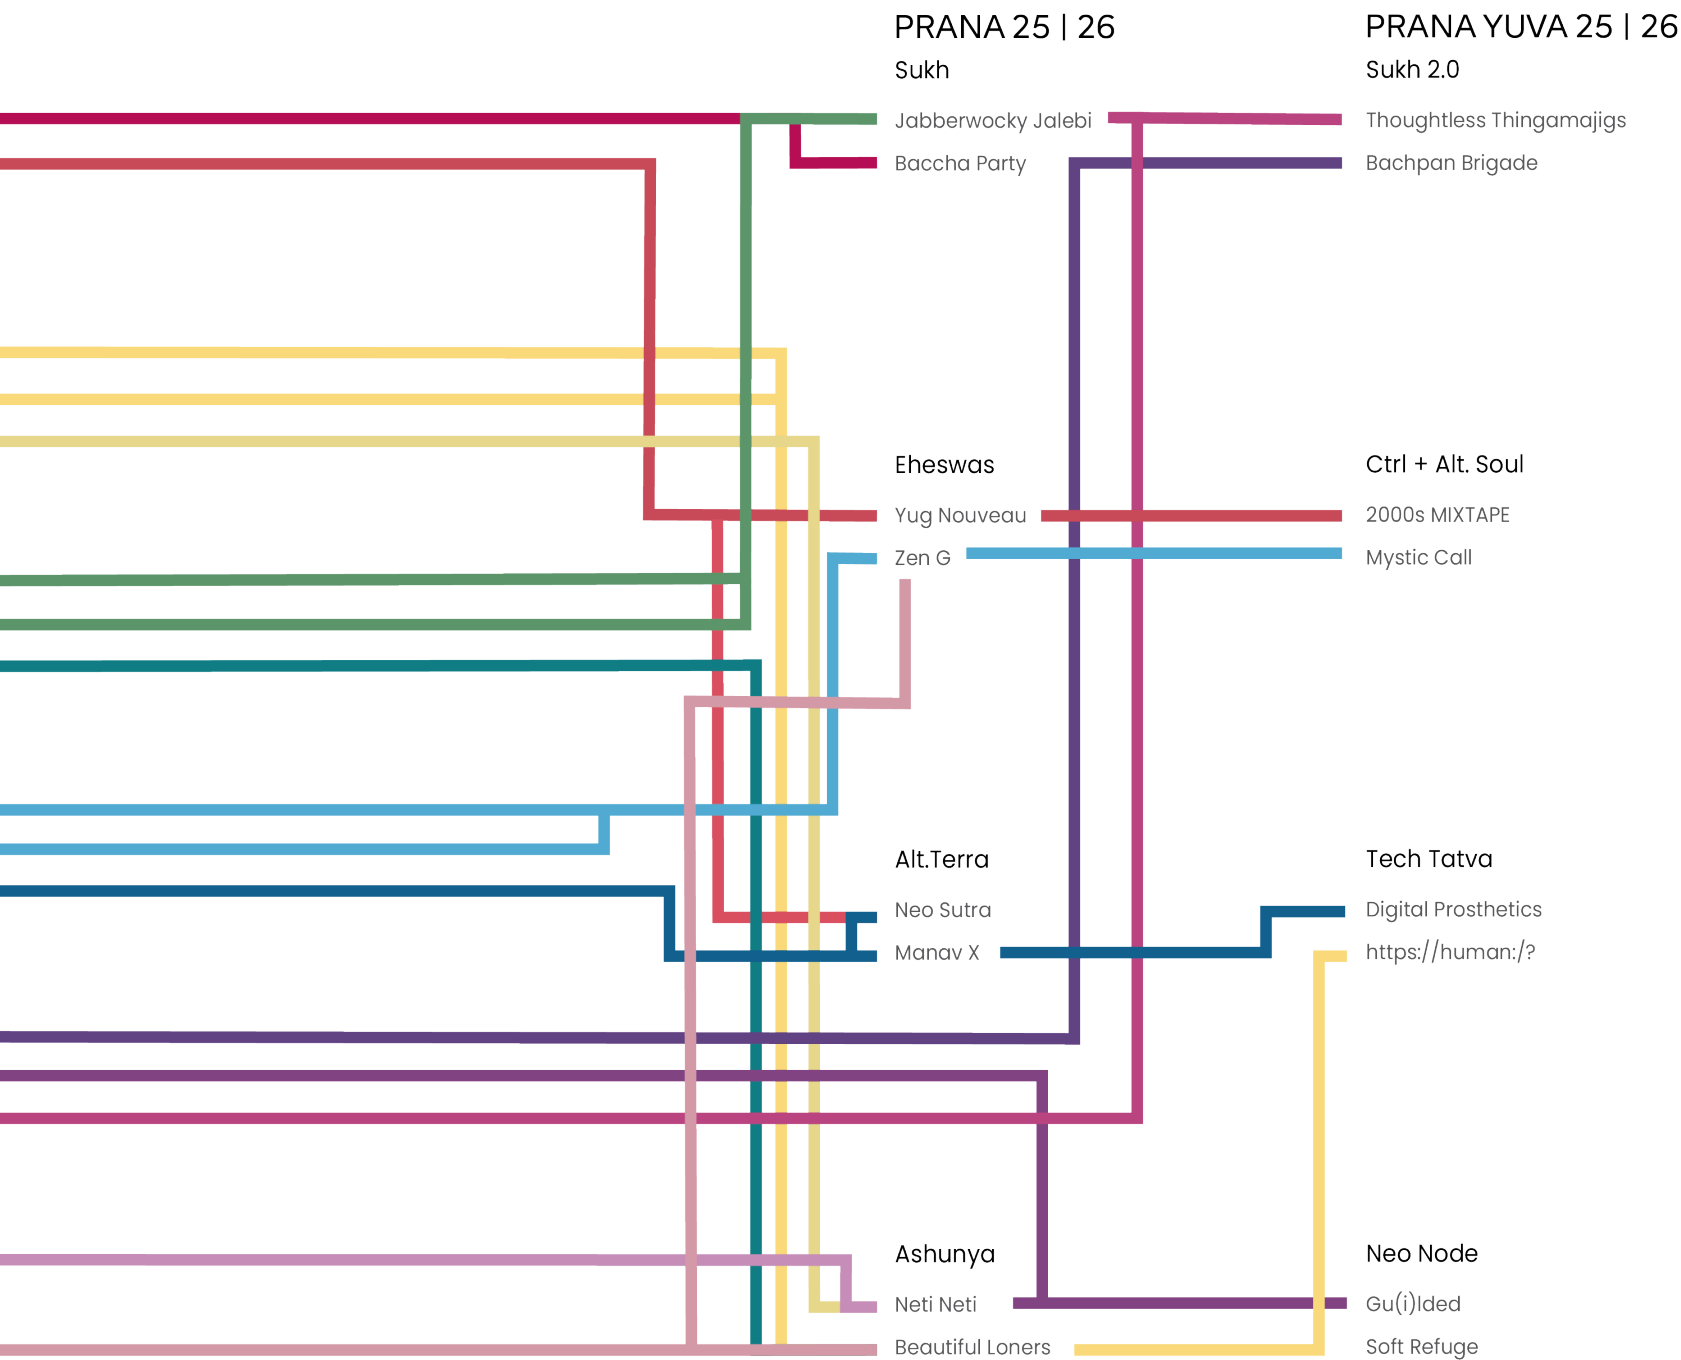 PRANA 25 | 26
Sukh
Jabberwocky Jalebi
Baccha Party
Eheswas
Yug Nouveau
Zen G
Alt.Terra
Neo Sutra
Manav X
Ashunya
Neti Neti
Beautiful Loners
PRANA YUVA 25 | 26
Sukh 2.0
Thoughtless Thingamajigs
Bachpan Brigade
Ctrl + Alt. Soul
2000s MIXTAPE
Mystic Call
Tech Tatva
Digital Prosthetics
https://human:/?
Neo Node
Gu(i)lded
Soft Refuge